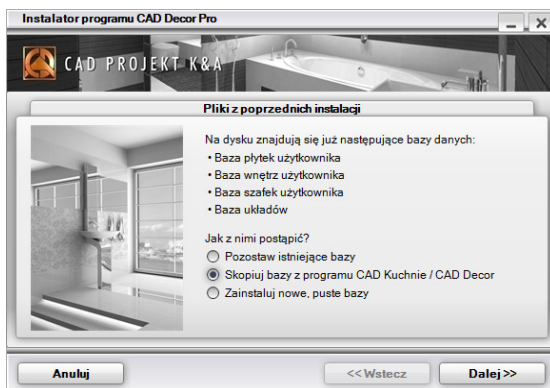 Instalator programu CAD Decor Pro
CAD PROJEKT K&A
Pliki z poprzednich instalacji
Na dysku znajdują się już następujące bazy danych:
• Baza płytek użytkownika
• Baza wnętrz użytkownika
• Baza szafek użytkownika
• Baza układów
Jak z nimi postąpić?
Pozostaw istniejące bazy
Skopiuj bazy z programu CAD Kuchnie / CAD Decor
Zainstaluj nowe, puste bazy
Anuluj
<< Wstecz
Dalej >>